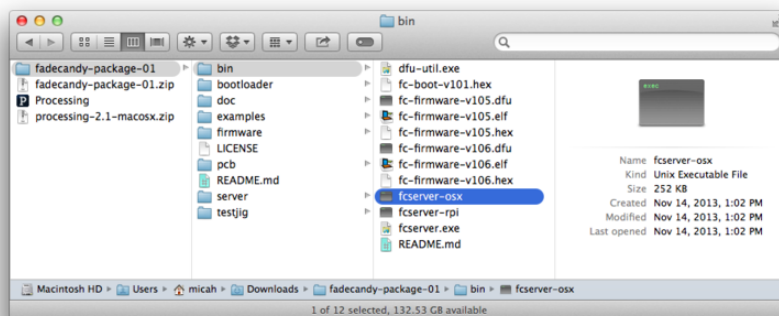 bin
fadecandy-package-01
fadecandy-package-01.zip
Processing
processing-2.1-macosx.zip
bin
bootloader
doc
examples
firmware
LICENSE
pcb
README.md
server
testjig
dfu-util.exe
fc-boot-v101.hex
fc-firmware-v105.dfu
fc-firmware-v105.elf
fc-firmware-v105.hex
fc-firmware-v106.dfu
fc-firmware-v106.elf
fc-firmware-v106.hex
fcserver-osx
fcserver-rpi
fcserver.exe
README.md
exec
Name fcserver-osx
Kind Unix Executable File
Size 252 KB
Created Nov 14, 2013, 1:02 PM
Modified Nov 14, 2013, 1:02 PM
Last opened Nov 14, 2013, 1:02 PM
Macintosh HD ▸ Users ▸ micah ▸ Downloads ▸ fadecandy-package-01 ▸ bin ▸ fcserver-osx
1 of 12 selected, 132.53 GB available